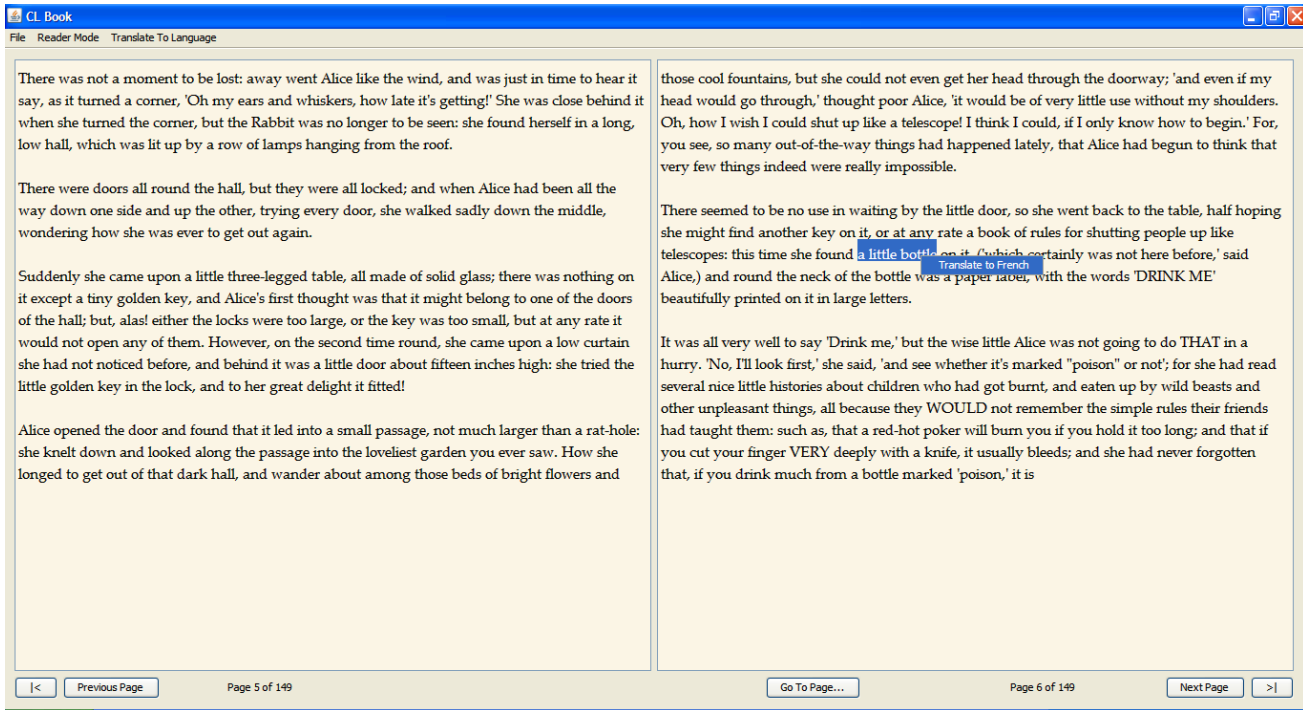 CL Book
File Reader Mode Translate To Language
There was not a moment to be lost: away went Alice like the wind, and was just in time to hear it
say, as it turned a corner, 'Oh my ears and whiskers, how late it's getting!' She was close behind it
when she turned the corner, but the Rabbit was no longer to be seen: she found herself in a long,
low hall, which was lit up by a row of lamps hanging from the roof.
There were doors all round the hall, but they were all locked; and when Alice had been all the
way down one side and up the other, trying every door, she walked sadly down the middle,
wondering how she was ever to get out again.
Suddenly she came upon a little three-legged table, all made of solid glass; there was nothing on
it except a tiny golden key, and Alice's first thought was that it might belong to one of the doors
of the hall; but, alas! either the locks were too large, or the key was too small, but at any rate it
would not open any of them. However, on the second time round, she came upon a low curtain
she had not noticed before, and behind it was a little door about fifteen inches high: she tried the
little golden key in the lock, and to her great delight it fitted!
Alice opened the door and found that it led into a small passage, not much larger than a rat-hole:
she knelt down and looked along the passage into the loveliest garden you ever saw. How she
longed to get out of that dark hall, and wander about among those beds of bright flowers and
those cool fountains, but she could not even get her head through the doorway; 'and even if my
head would go through,' thought poor Alice, 'it would be of very little use without my shoulders.
Oh, how I wish I could shut up like a telescope! I think I could, if I only know how to begin.' For,
you see, so many out-of-the-way things had happened lately, that Alice had begun to think that
very few things indeed were really impossible.
There seemed to be no use in waiting by the little door, so she went back to the table, half hoping
she might find another key on it, or at any rate a book of rules for shutting people up like
telescopes: this time she found a little bottle on it, ('which certainly was not here before,' said
Translate to French
Alice,) and round the neck of the bottle was a paper label, with the words 'DRINK ME'
beautifully printed on it in large letters.
It was all very well to say 'Drink me,' but the wise little Alice was not going to do THAT in a
hurry. 'No, I'll look first,' she said, 'and see whether it's marked "poison" or not'; for she had read
several nice little histories about children who had got burnt, and eaten up by wild beasts and
other unpleasant things, all because they WOULD not remember the simple rules their friends
had taught them: such as, that a red-hot poker will burn you if you hold it too long; and that if
you cut your finger VERY deeply with a knife, it usually bleeds; and she had never forgotten
that, if you drink much from a bottle marked 'poison,' it is
|< Previous Page Page 5 of 149 Go To Page... Page 6 of 149 Next Page >|